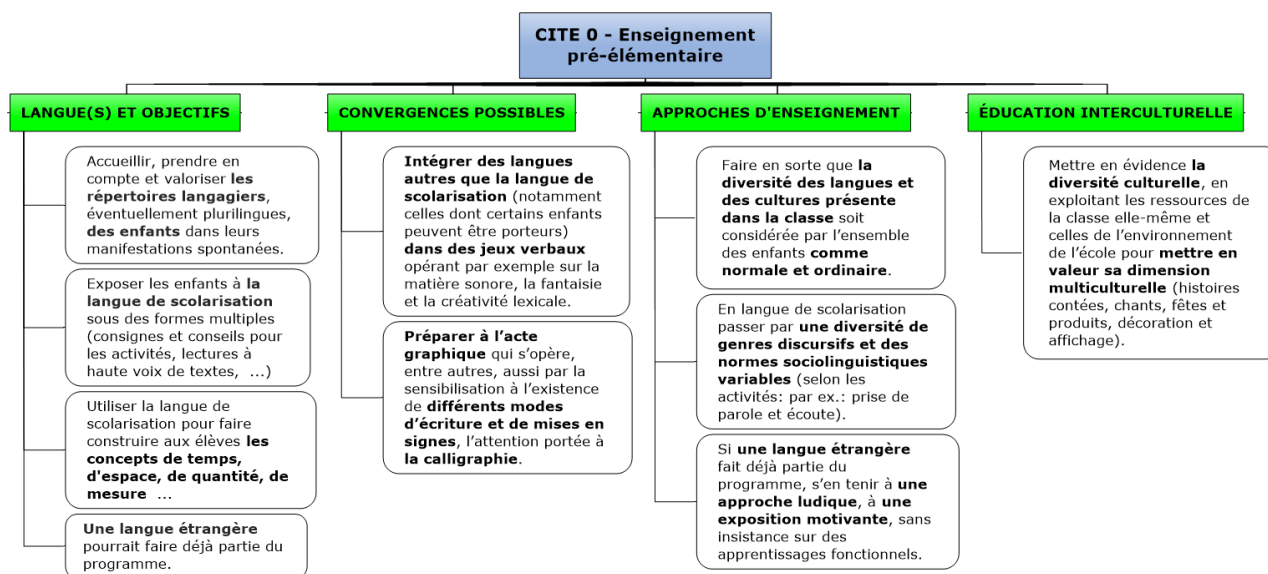 CITE 0 - Enseignement
pré-élémentaire
LANGUE(S) ET OBJECTIFS
Accueillir, prendre en
compte et valoriser les
répertoires langagiers,
éventuellement plurilingues,
des enfants dans leurs
manifestations spontanées.
Exposer les enfants à la
langue de scolarisation
sous des formes multiples
(consignes et conseils pour
les activités, lectures à
haute voix de textes, ...)
Utiliser la langue de
scolarisation pour faire
construire aux élèves les
concepts de temps,
d'espace, de quantité, de
mesure ...
Une langue étrangère
pourrait faire déjà partie du
programme.
CONVERGENCES POSSIBLES
Intégrer des langues
autres que la langue de
scolarisation (notamment
celles dont certains enfants
peuvent être porteurs)
dans des jeux verbaux
opérant par exemple sur la
matière sonore, la fantaisie
et la créativité lexicale.
Préparer à l’acte
graphique qui s’opère,
entre autres, aussi par la
sensibilisation à l’existence
de différents modes
d’écriture et de mises en
signes, l’attention portée à
la calligraphie.
APPROCHES D'ENSEIGNEMENT
Faire en sorte que la
diversité des langues et
des cultures présente
dans la classe soit
considérée par l’ensemble
des enfants comme
normale et ordinaire.
En langue de scolarisation
passer par une diversité de
genres discursifs et des
normes sociolinguistiques
variables (selon les
activités: par ex.: prise de
parole et écoute).
Si une langue étrangère
fait déjà partie du
programme, s’en tenir à une
approche ludique, à une
exposition motivante, sans
insistance sur des
apprentissages fonctionnels.
ÉDUCATION INTERCULTURELLE
Mettre en évidence la
diversité culturelle, en
exploitant les ressources de
la classe elle-même et
celles de l’environnement
de l’école pour mettre en
valeur sa dimension
multiculturelle (histoires
contées, chants, fêtes et
produits, décoration et
affichage).